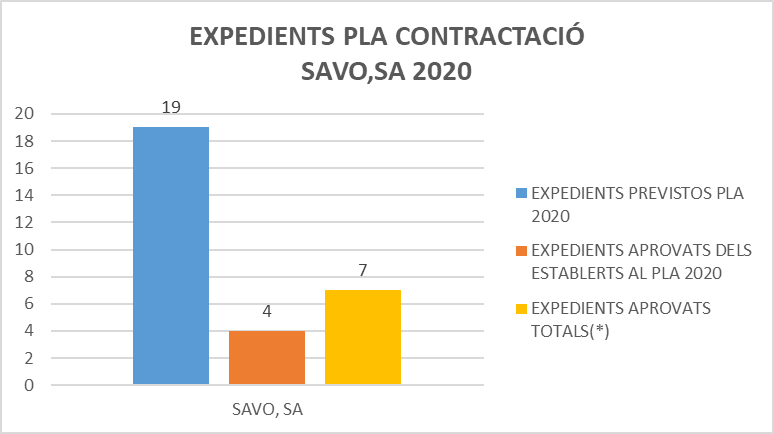 EXPEDIENTS PLA CONTRACTACIÓ
SAVO,SA 2020
19
4
7
20
18
16
14
12
10
8
6
4
2
0
SAVO, SA
EXPEDIENTS PREVISTOS PLA
2020
EXPEDIENTS APROVATS DELS
ESTABLERTS AL PLA 2020
EXPEDIENTS APROVATS
TOTALS(*)